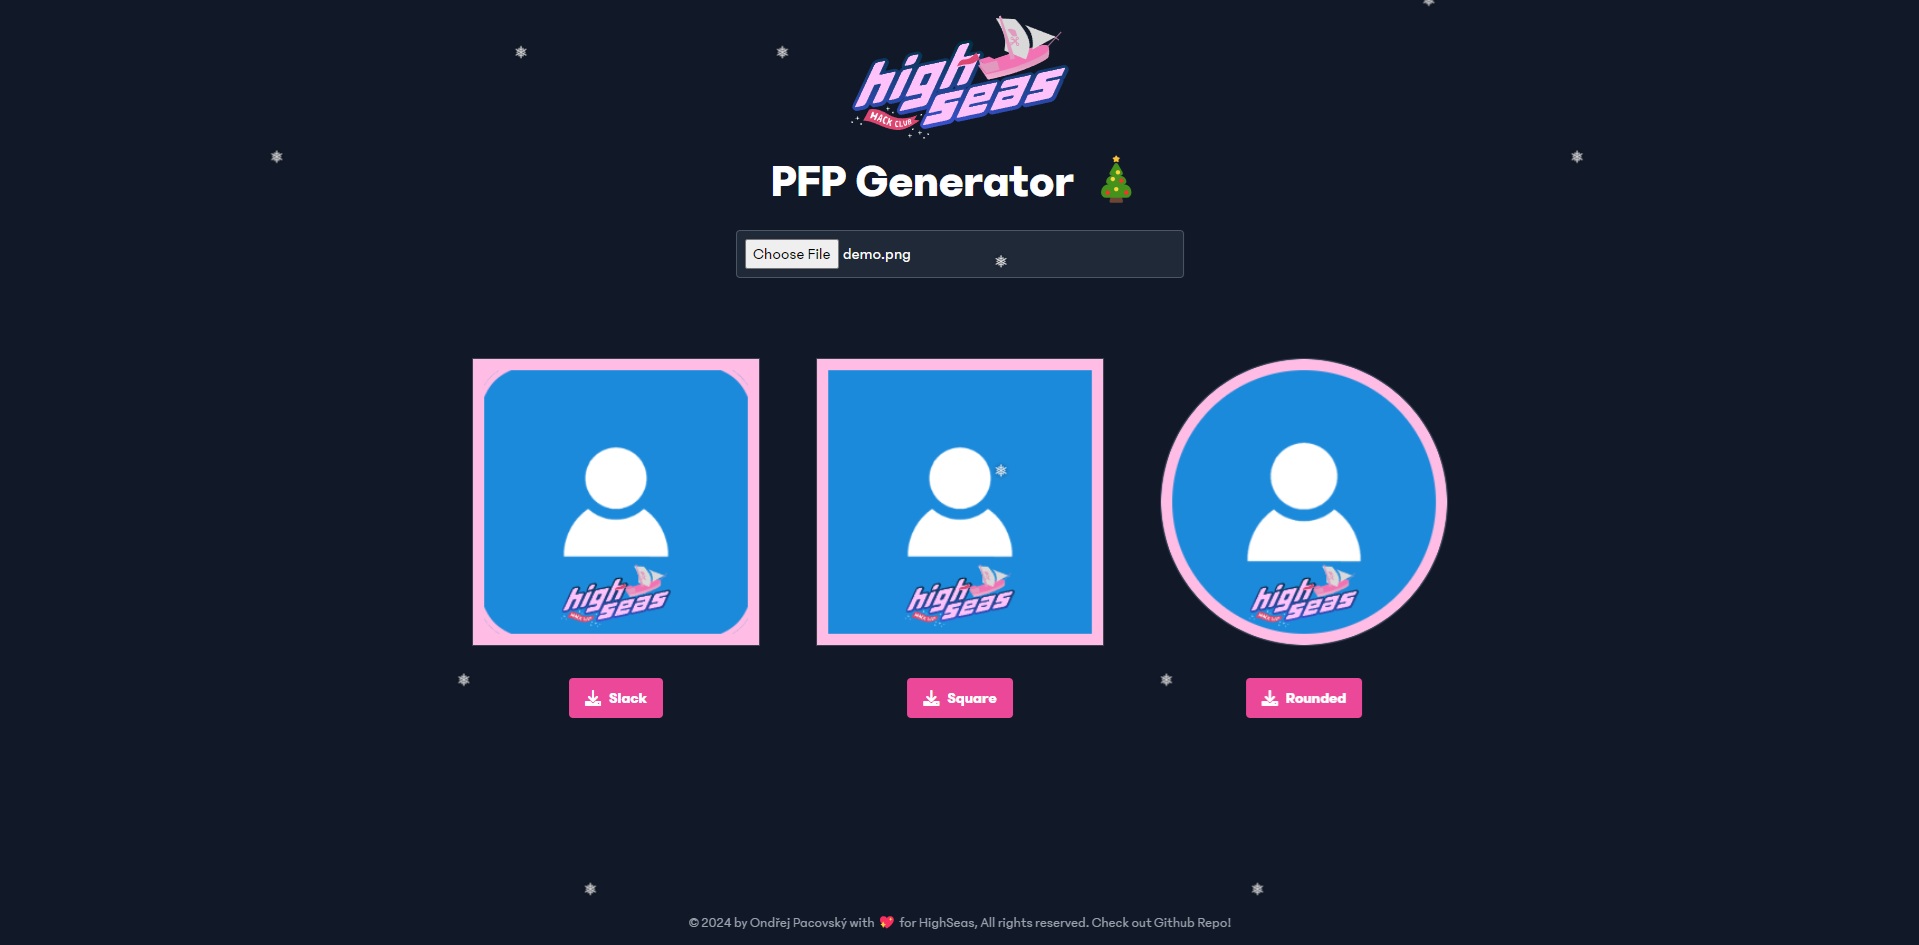 high
seas
HACK CLUB
PFP Generator
Choose File demo.png
high
seas
high
seas
high
seas
Slack
Square
Rounded
© 2024 by Ondřej Pacovský with 💖 for HighSeas, All rights reserved. Check out Github Repo!